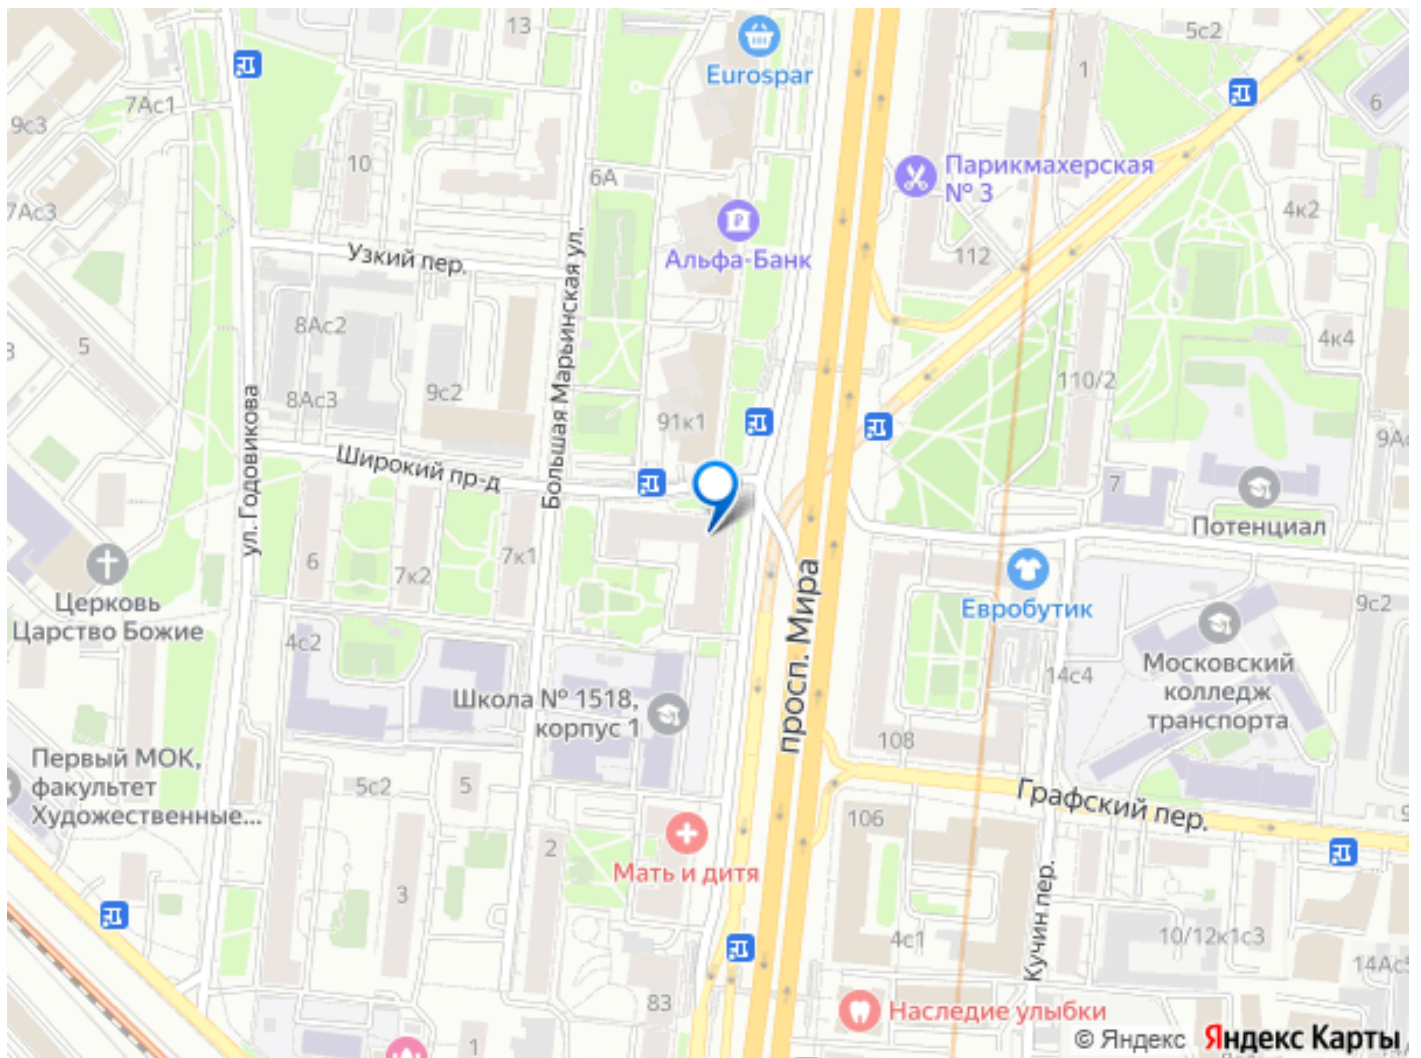 13
5с2
1
Eurospar
7Ас1
9с3
6
10
6А
Парикмахерская
№ 3
7Ас3
4к2
Узкий пер.
Альфа-Банк
112
Большая Марьинская ул.
8Ас2
5
3
4к4
110/2
8Ас3
9с2
91к1
ул. Годовикова
Широкий пр-д
7
Потенциал
6
7к2
7к1
Церковь
Царство Божие
Евробутик
9с2
просп. Мира
4с2
Московский
колледж
транспорта
14с4
Школа № 1518,
корпус 1
108
Первый МОК,
факультет
Художественные...
5с2
5
Графский пер.
106
2
Мать и дитя
3
4с1
Кучин пер.
10/12к1с3
83
Наследие улыбки
1
© Яндекс Яндекс Карты